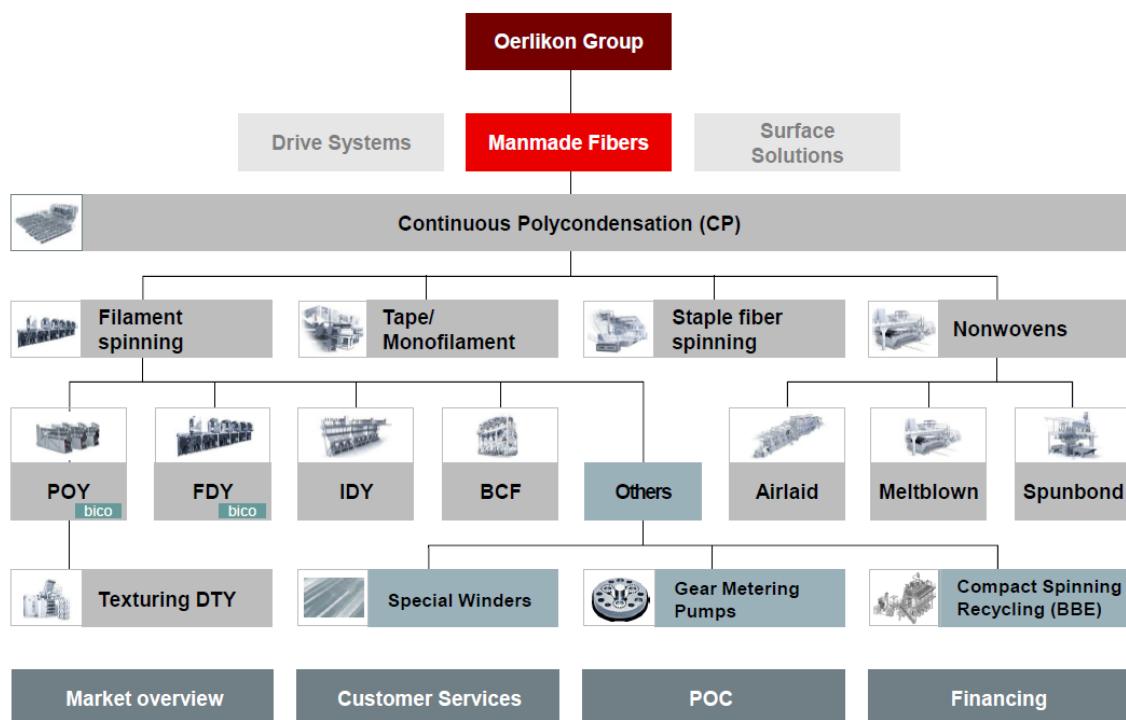 Oerlikon Group
Drive Systems
Manmade Fibers
Surface
Solutions
Continuous Polycondensation (CP)
Filament
spinning
Tape/
Monofilament
Staple fiber
spinning
Nonwovens
POY
bico
FDY
bico
IDY
BCF
Others
Airlaid
Meltblown
Spunbond
Texturing DTY
Special Winders
Gear Metering
Pumps
Compact Spinning
Recycling (BBE)
Market overview
Customer Services
POC
Financing